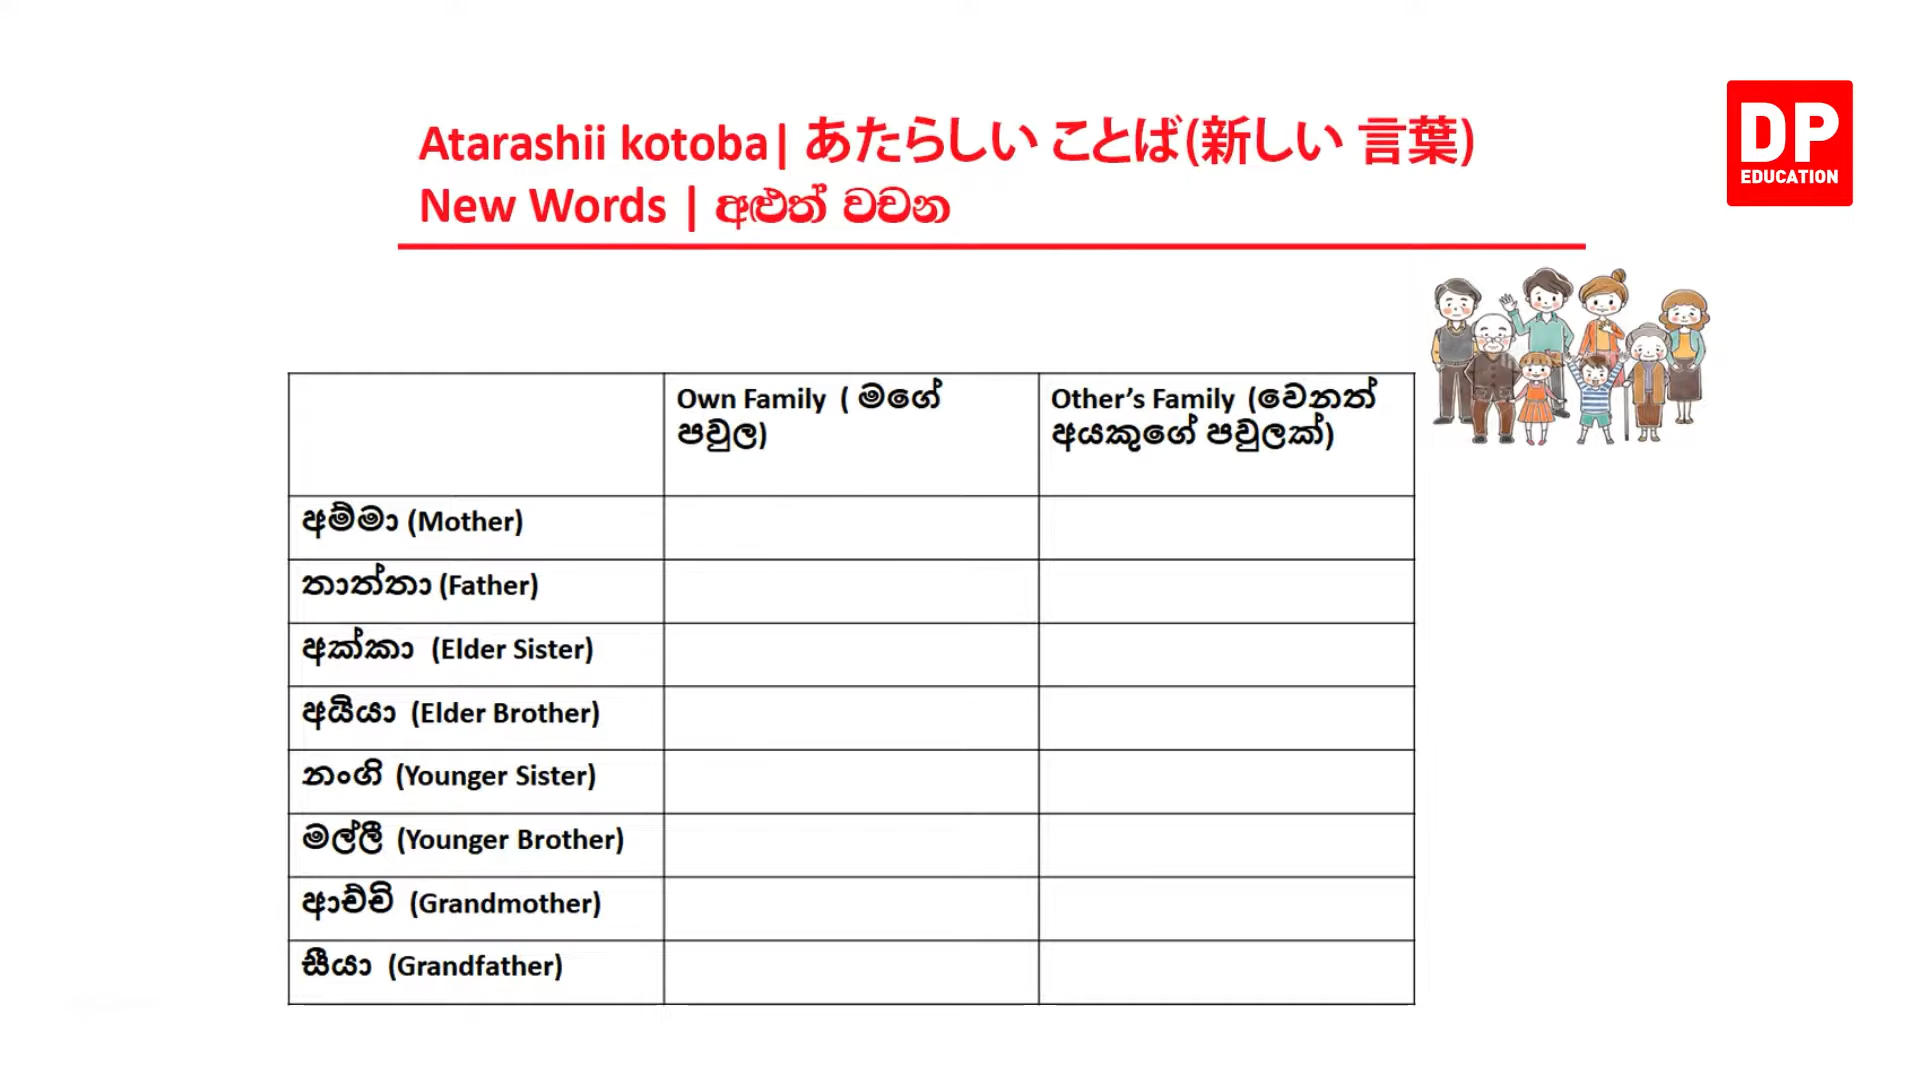 Atarashii kotoba| あたらしい ことば(新しい 言葉)
New Words | අළුත් වචන
DP
EDUCATION
Own Family ( මගේ
පවුල)
Other's Family (වෙනත්
අයකුගේ පවුලක්)
අම්මා (Mother)
තාත්තා (Father)
අක්කා (Elder Sister)
අයියා (Elder Brother)
නංගි (Younger Sister)
මල්ලී (Younger Brother)
ආච්චි (Grandmother)
සීයා (Grandfather)